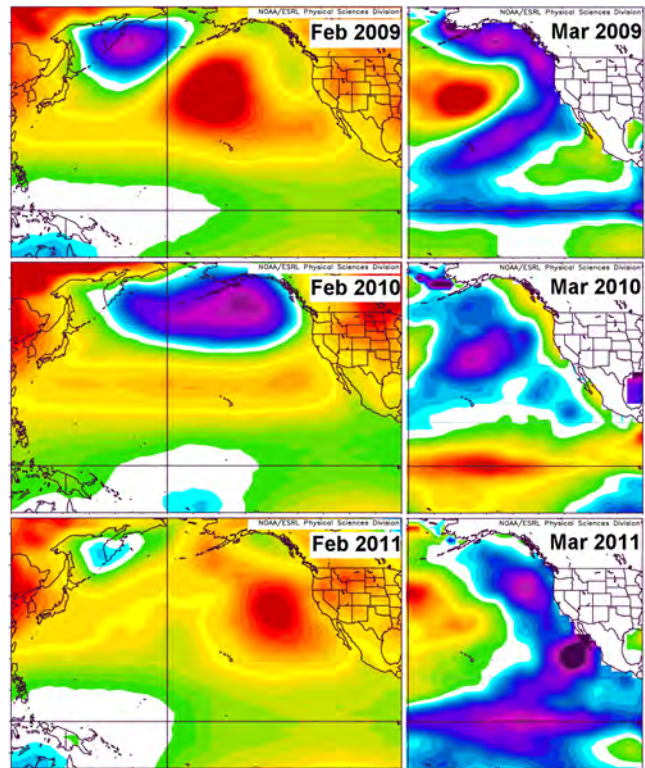 NOAA/ESRL Physical Sciences Division
Feb 2009
NOAA/ESRL Physical Sciences Division
Mar 2009
NOAA/ESRL Physical Sciences Division
Feb 2010
NOAA/ESRL Physical Sciences Division
Mar 2010
NOAA/ESRL Physical Sciences Division
Feb 2011
NOAA/ESRL Physical Sciences Division
Mar 2011